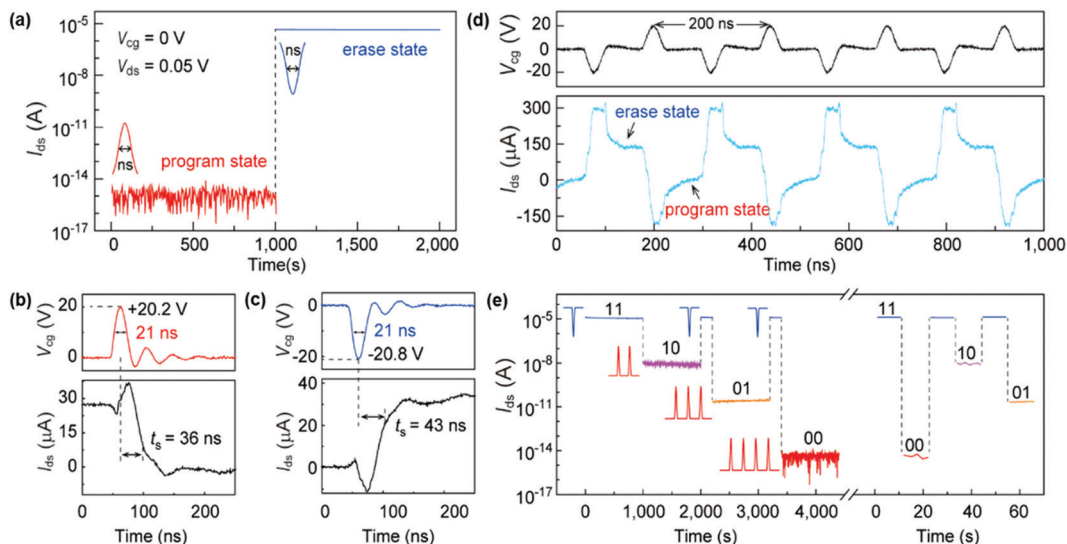 (a)
10⁻⁵
10⁻⁸
10⁻¹¹
10⁻¹⁴
10⁻¹⁷
I_ds (A)
V_cg = 0 V
V_ds = 0.05 V
ns
ns
erase state
program state
0 500 1,000 1,500 2,000
Time(s)
(d)
20
0
-20
V_cg (V)
200 ns
300
150
0
-150
I_ds (µA)
erase state
program state
0 200 400 600 800 1,000
Time (ns)
(b)
20
0
V_cg (V)
+20.2 V
21 ns
30
15
0
I_ds (µA)
t_s = 36 ns
0 100 200
Time (ns)
(c)
0
-20
V_cg (V)
21 ns
-20.8 V
40
20
0
I_ds (µA)
t_s = 43 ns
0 100 200
Time (ns)
(e)
10⁻⁵
10⁻⁸
10⁻¹¹
10⁻¹⁴
10⁻¹⁷
I_ds (A)
11
10
01
00
11
10
01
00
0 1,000 2,000 3,000 4,000 0 20 40 60
Time (s) Time (s)